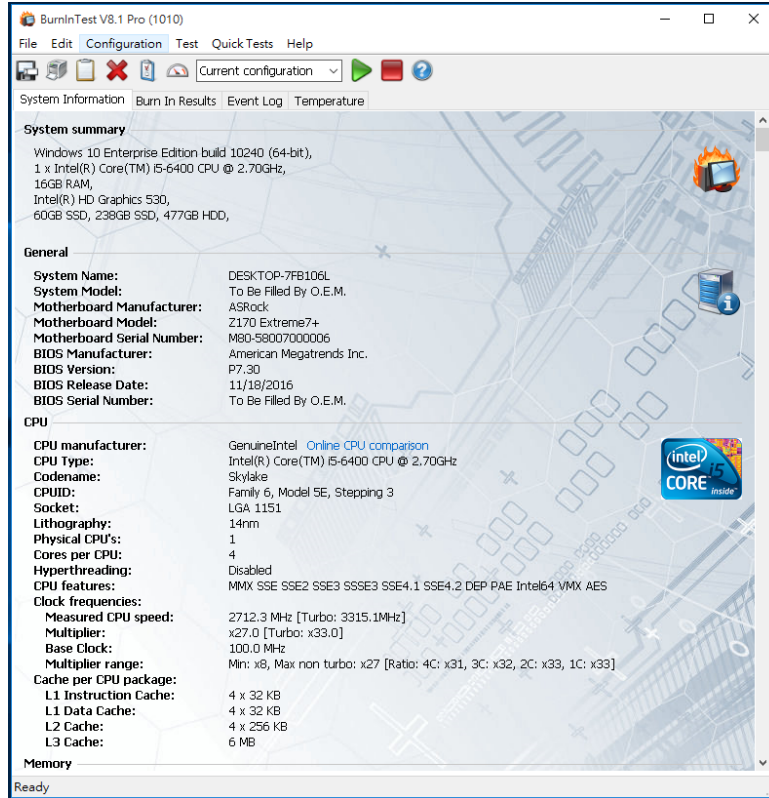 BurnInTest V8.1 Pro (1010)
File Edit Configuration Test Quick Tests Help
Current configuration
System Information Burn In Results Event Log Temperature
System summary
Windows 10 Enterprise Edition build 10240 (64-bit),
1 x Intel(R) Core(TM) i5-6400 CPU @ 2.70GHz,
16GB RAM,
Intel(R) HD Graphics 530,
60GB SSD, 238GB SSD, 477GB HDD,
General
System Name: DESKTOP-7FB106L
System Model: To Be Filled By O.E.M.
Motherboard Manufacturer: ASRock
Motherboard Model: Z170 Extreme7+
Motherboard Serial Number: M80-58007000006
BIOS Manufacturer: American Megatrends Inc.
BIOS Version: P7.30
BIOS Release Date: 11/18/2016
BIOS Serial Number: To Be Filled By O.E.M.
CPU
CPU manufacturer: GenuineIntel Online CPU comparison
CPU Type: Intel(R) Core(TM) i5-6400 CPU @ 2.70GHz
Codename: Skylake
CPUID: Family 6, Model 5E, Stepping 3
Socket: LGA 1151
Lithography: 14nm
Physical CPU's: 1
Cores per CPU: 4
Hyperthreading: Disabled
CPU features: MMX SSE SSE2 SSE3 SSSE3 SSE4.1 SSE4.2 DEP PAE Intel64 VMX AES
Clock frequencies:
Measured CPU speed: 2712.3 MHz [Turbo: 3315.1MHz]
Multiplier: x27.0 [Turbo: x33.0]
Base Clock: 100.0 MHz
Multiplier range: Min: x8, Max non turbo: x27 [Ratio: 4C: x31, 3C: x32, 2C: x33, 1C: x33]
Cache per CPU package:
L1 Instruction Cache: 4 x 32 KB
L1 Data Cache: 4 x 32 KB
L2 Cache: 4 x 256 KB
L3 Cache: 6 MB
Memory
Ready
(intel)
i5
CORE
inside™